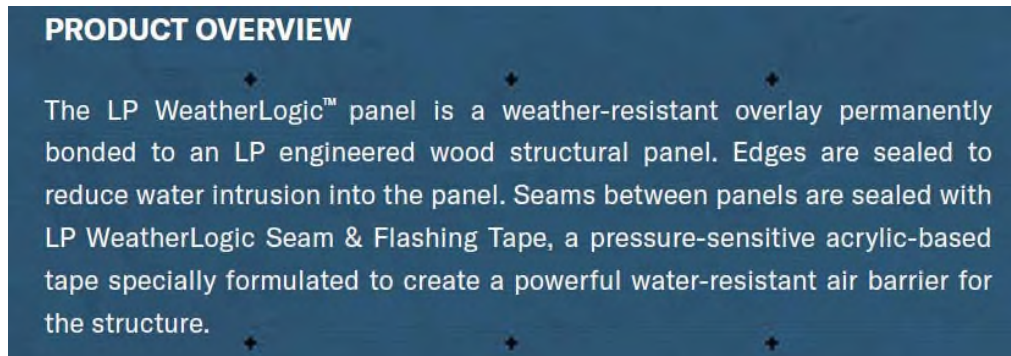 PRODUCT OVERVIEW
The LP WeatherLogic™ panel is a weather-resistant overlay permanently
bonded to an LP engineered wood structural panel. Edges are sealed to
reduce water intrusion into the panel. Seams between panels are sealed with
LP WeatherLogic Seam & Flashing Tape, a pressure-sensitive acrylic-based
tape specially formulated to create a powerful water-resistant air barrier for
the structure.